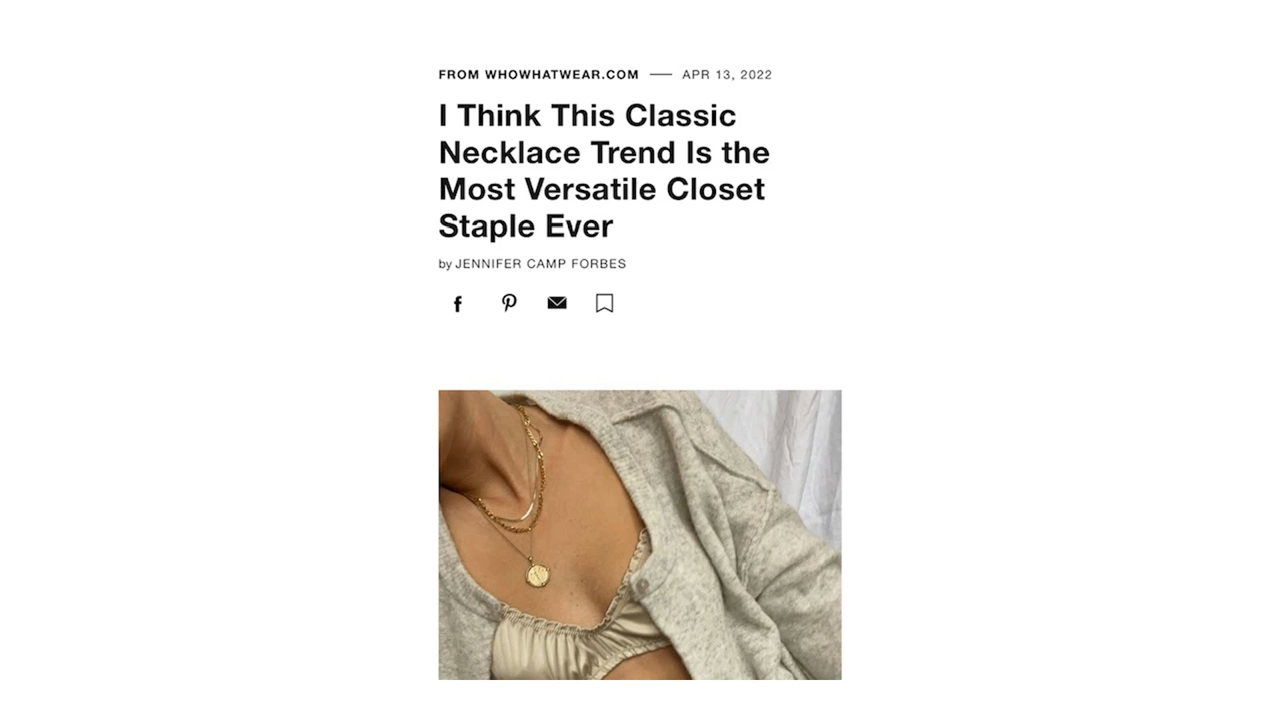 FROM WHOWHATWEAR.COM — APR 13, 2022
I Think This Classic
Necklace Trend Is the
Most Versatile Closet
Staple Ever
by JENNIFER CAMP FORBES